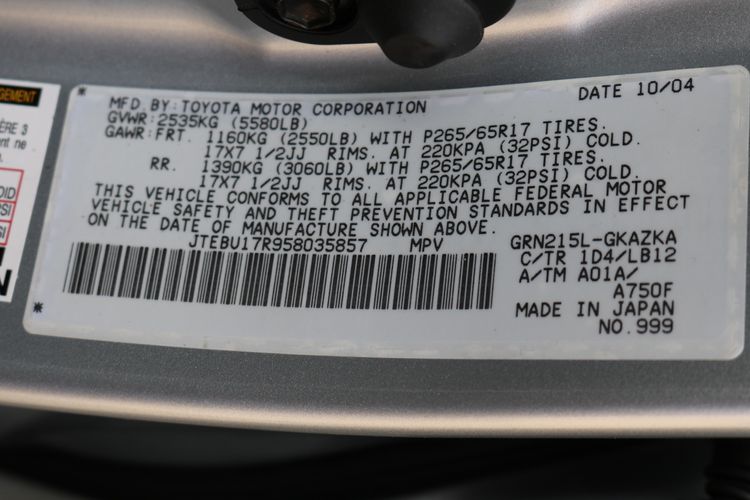 DATE 10/04
MFD.BY:TOYOTA MOTOR CORPORATION
GVWR:2535KG (5580LB)
GAWR:FRT. 1160KG (2550LB) WITH P265/65R17 TIRES.
17X7 1/2JJ RIMS. AT 220KPA (32PSI) COLD.
RR. 1390KG (3060LB) WITH P265/65R17 TIRES.
17X7 1/2JJ RIMS. AT 220KPA (32PSI) COLD.
THIS VEHICLE CONFORMS TO ALL APPLICABLE FEDERAL MOTOR
VEHICLE SAFETY AND THEFT PREVENTION STANDARDS IN EFFECT
ON THE DATE OF MANUFACTURE SHOWN ABOVE.
JTEBU17R958035857 MPV GRN215L-GKAZKA
C/TR 1D4/LB12
A/TM A01A/
A750F
MADE IN JAPAN
NO.999